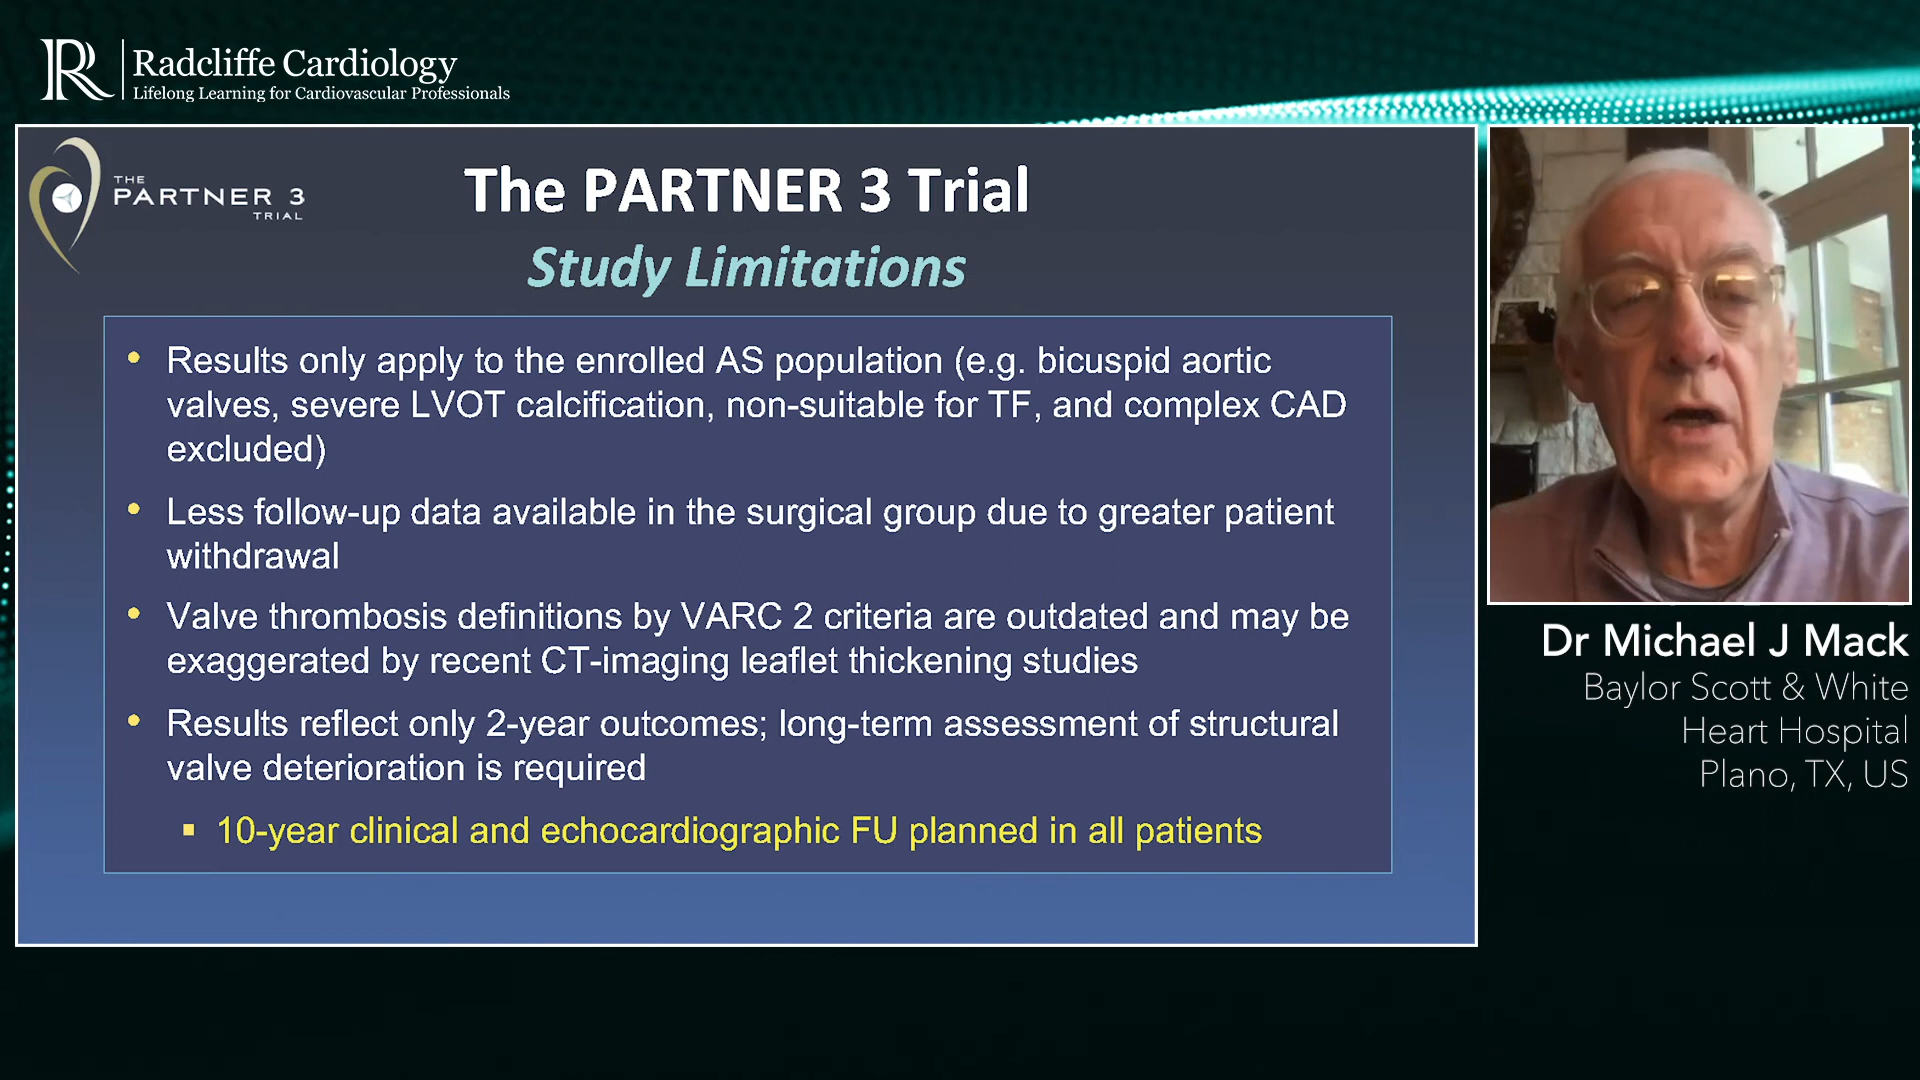 R
Radcliffe Cardiology
Lifelong Learning for Cardiovascular Professionals
THE
PARTNER 3
TRIAL
The PARTNER 3 Trial
Study Limitations
• Results only apply to the enrolled AS population (e.g. bicuspid aortic
valves, severe LVOT calcification, non-suitable for TF, and complex CAD
excluded)
• Less follow-up data available in the surgical group due to greater patient
withdrawal
• Valve thrombosis definitions by VARC 2 criteria are outdated and may be
exaggerated by recent CT-imaging leaflet thickening studies
• Results reflect only 2-year outcomes; long-term assessment of structural
valve deterioration is required
▪ 10-year clinical and echocardiographic FU planned in all patients
Dr Michael J Mack
Baylor Scott & White
Heart Hospital
Plano, TX, US